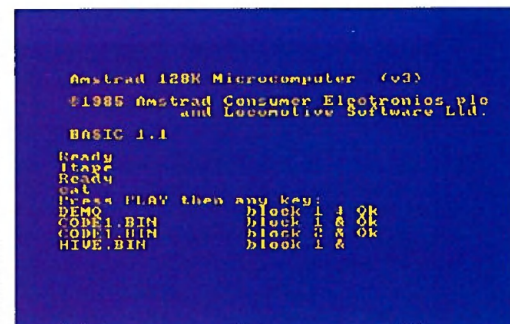 Amstrad 128K Microcomputer (v3)
©1985 Amstrad Consumer Electronics plc
and Locomotive Software Ltd.
BASIC 1.1
Ready
|tape
Ready
cat
Press PLAY then any key:
DEMO block 1 $ Ok
CODE1.BIN block 1 & Ok
CODE1.BIN block 2 & Ok
HIVE.BIN block 1 &